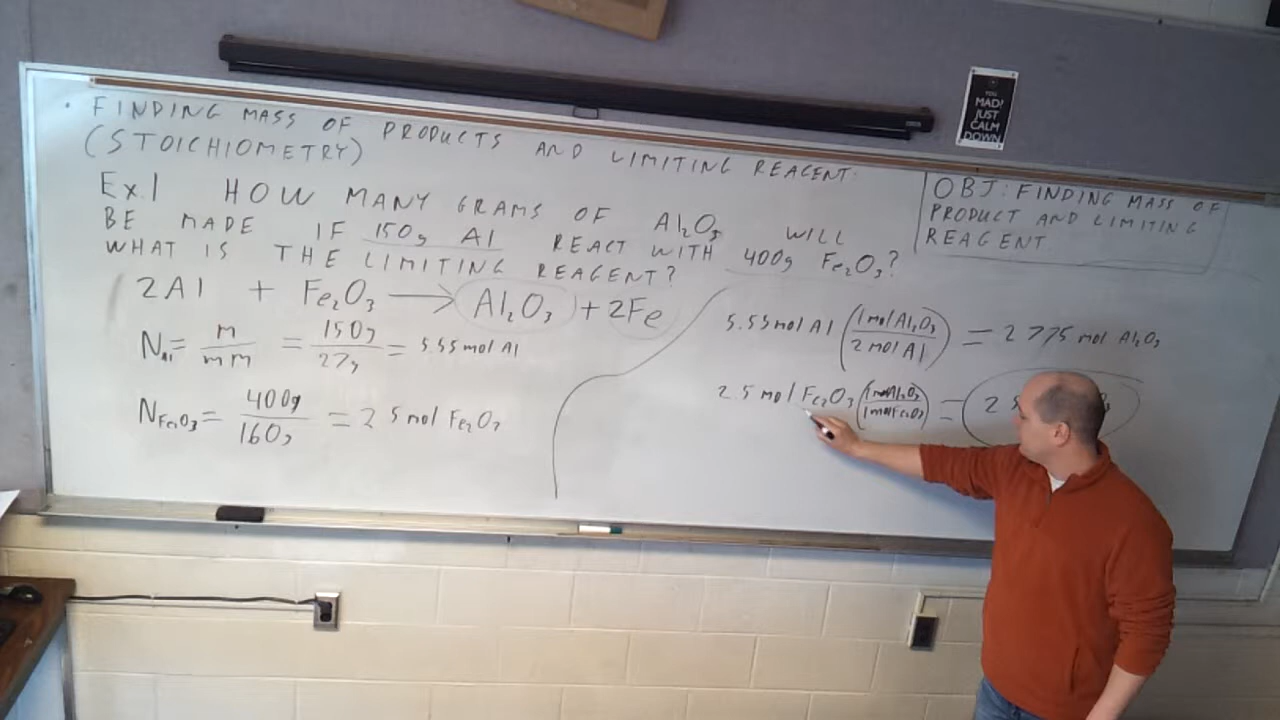 · FINDING MASS OF PRODUCTS AND LIMITING REAGENT:
(STOICHIOMETRY)
Ex.1 HOW MANY GRAMS OF Al₂O₃ WILL
BE MADE IF 150g Al REACT WITH 400g Fe₂O₃?
WHAT IS THE LIMITING REAGENT?
2Al + Fe₂O₃ → Al₂O₃ + 2Fe
N_Al = m/mm = 150g/27g = 5.55 mol Al
N_Fe₂O₃ = 400g/160g = 2.5 mol Fe₂O₃
5.55 mol Al (1 mol Al₂O₃/2 mol Al) = 2.775 mol Al₂O₃
2.5 mol Fe₂O₃ (1 mol Al₂O₃/1 mol Fe₂O₃) = 2
OBJ: FINDING MASS OF
PRODUCT AND LIMITING
REAGENT.
YOU
MAD?
JUST
CALM
DOWN